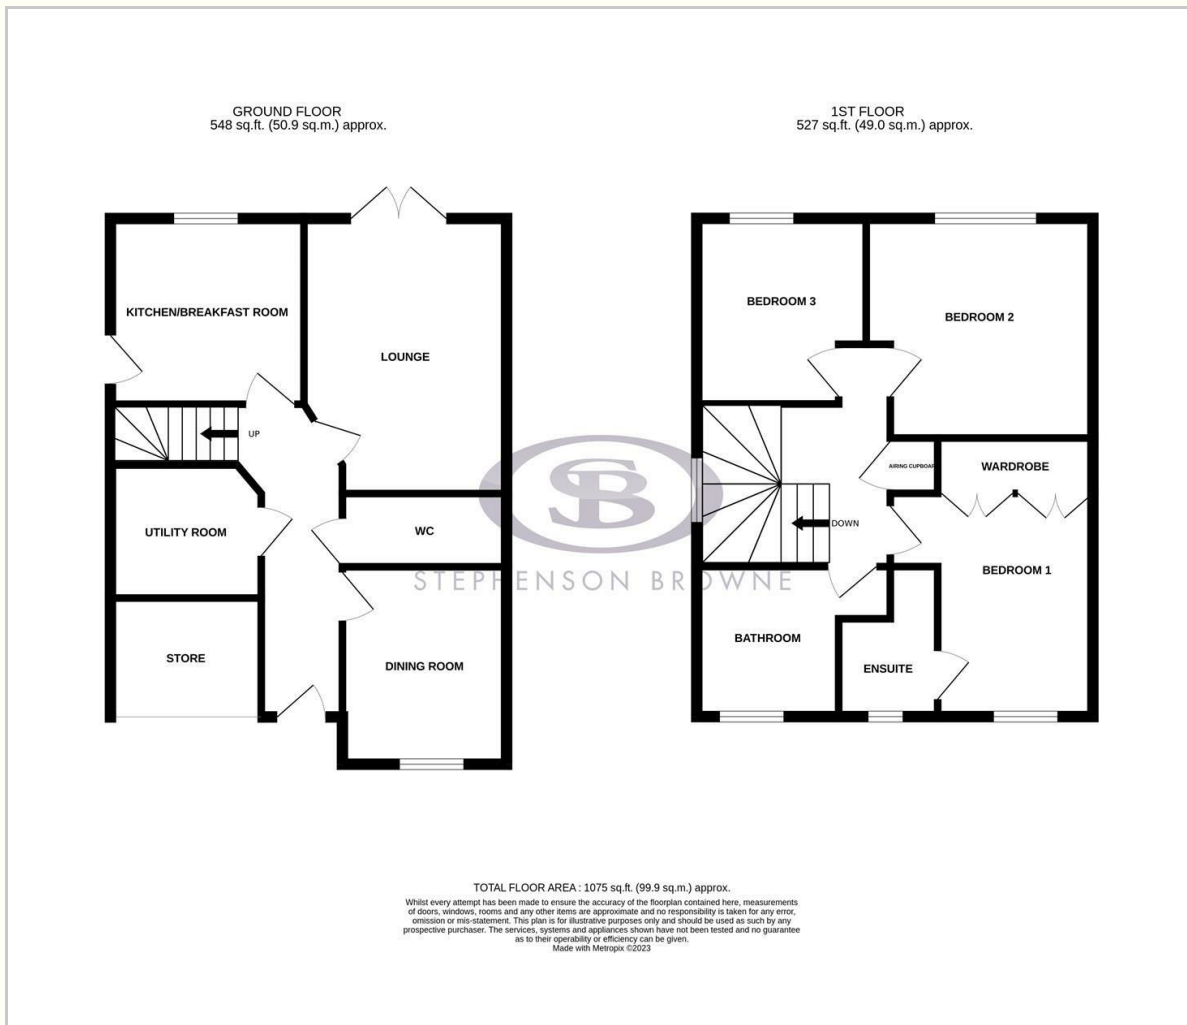 GROUND FLOOR
548 sq.ft. (50.9 sq.m.) approx.
1ST FLOOR
527 sq.ft. (49.0 sq.m.) approx.
KITCHEN/BREAKFAST ROOM
LOUNGE
UP
UTILITY ROOM
WC
STORE
DINING ROOM
BEDROOM 3
BEDROOM 2
AIRING CUPBOAR
WARDROBE
DOWN
BEDROOM 1
BATHROOM
ENSUITE
SB
STEPHENSON BROWNE
TOTAL FLOOR AREA : 1075 sq.ft. (99.9 sq.m.) approx.
Whilst every attempt has been made to ensure the accuracy of the floorplan contained here, measurements
of doors, windows, rooms and any other items are approximate and no responsibility is taken for any error,
omission or mis-statement. This plan is for illustrative purposes only and should be used as such by any
prospective purchaser. The services, systems and appliances shown have not been tested and no guarantee
as to their operability or efficiency can be given.
Made with Metropix ©2023